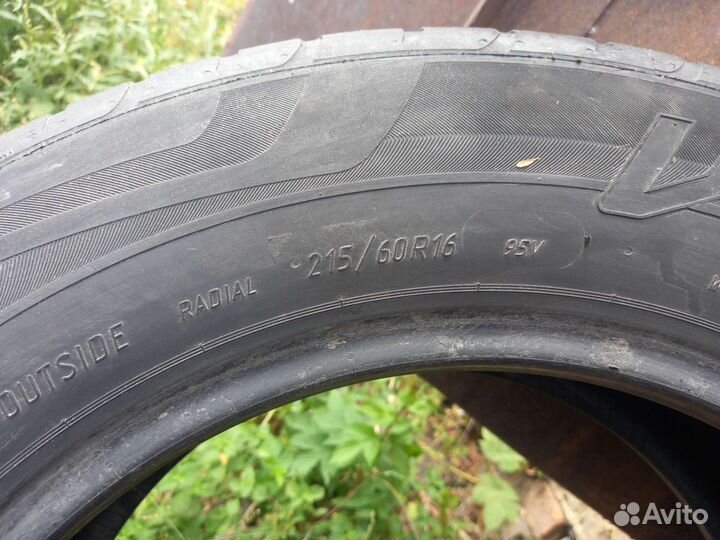 OUTSIDE RADIAL 215/60R16 95V
Avito